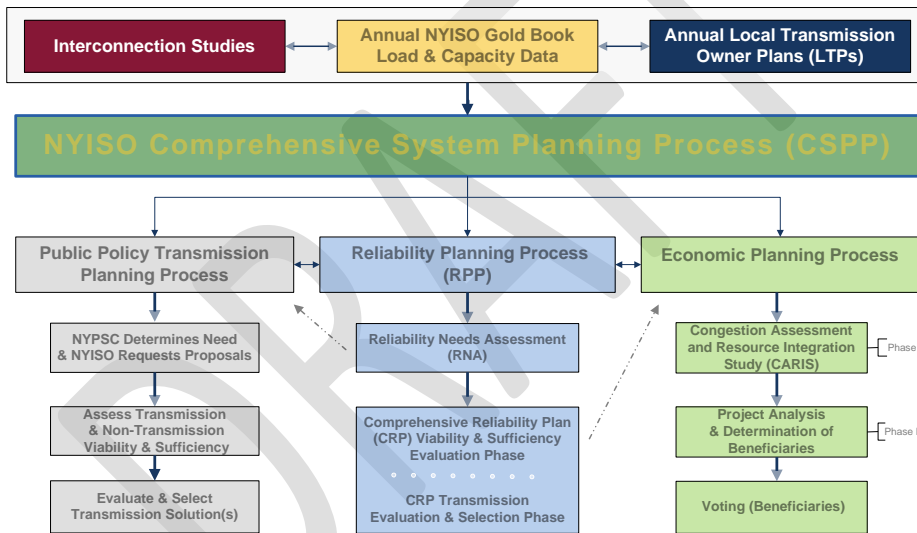 Interconnection Studies
Annual NYISO Gold Book
Load & Capacity Data
Annual Local Transmission
Owner Plans (LTPs)
NYISO Comprehensive System Planning Process (CSPP)
Public Policy Transmission
Planning Process
Reliability Planning Process
(RPP)
Economic Planning Process
NYPSC Determines Need
& NYISO Requests Proposals
Reliability Needs Assessment
(RNA)
Congestion Assessment
and Resource Integration
Study (CARIS)
Phase
Assess Transmission
& Non-Transmission
Viability & Sufficiency
Comprehensive Reliability Plan
(CRP) Viability & Sufficiency
Evaluation Phase
CRP Transmission
Evaluation & Selection Phase
Project Analysis
& Determination of
Beneficiaries
Phase
Evaluate & Select
Transmission Solution(s)
Voting (Beneficiaries)
DRAFT